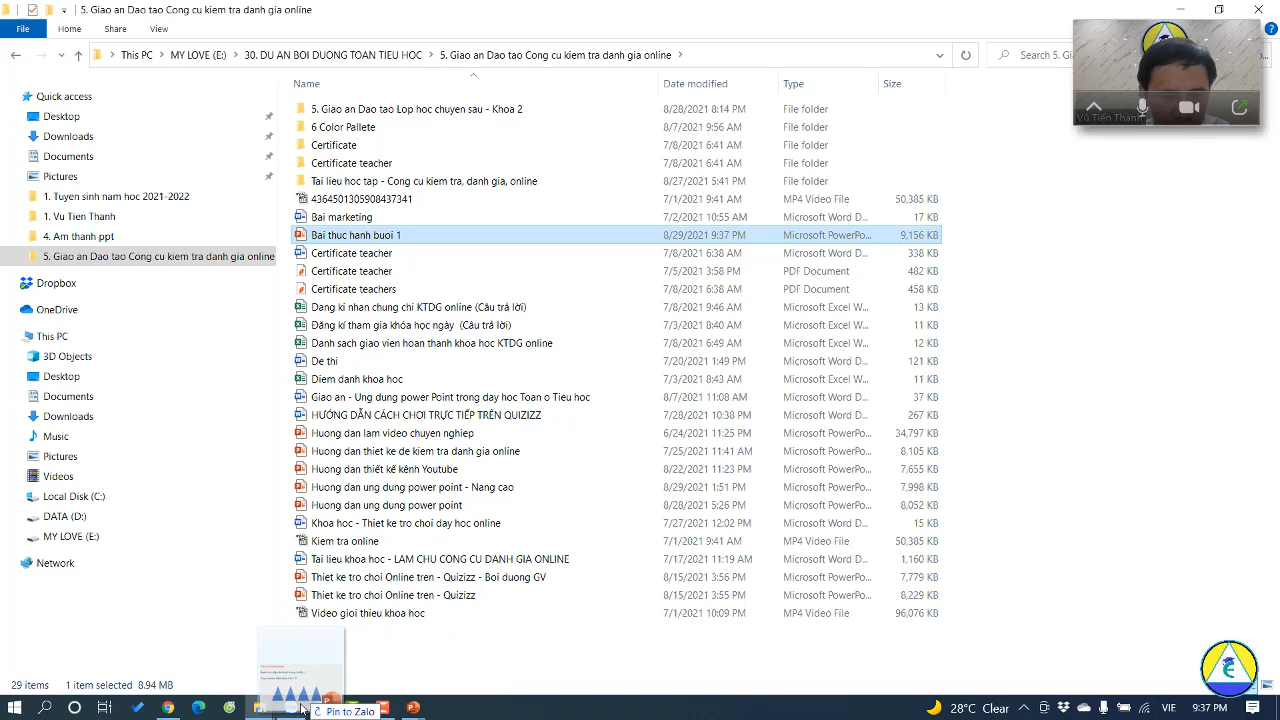 5. Giao an Dao tao Cong cu kiem tra danh gia online
File Home Share View
This PC MY LOVE (E:) 30. DU AN BOI DUONG TOAN TIEU HOC 5. Giao an Dao tao Cong cu kiem tra danh gia online
Search 5. Gi
Vũ Tiến Thành
Name Date modified Type Size
Quick access
Desktop
Downloads
Documents
Pictures
1. Tuyen sinh nam hoc 2021-2022
1. Vu Tien Thanh
4. Am thanh ppt
5. Giao an Dao tao Cong cu kiem tra danh gia online
Dropbox
OneDrive
This PC
3D Objects
Desktop
Documents
Downloads
Music
Pictures
Videos
Local Disk (C:)
DATA (D:)
MY LOVE (E:)
Network
5. Giao an Dao tao Lop hoc chuyen sau - Khoa 2 8/28/2021 8:14 PM File folder
6 Color Pallete 8/7/2021 9:56 AM File folder
Certificate 7/8/2021 6:41 AM File folder
Certificate teacher 7/8/2021 6:41 AM File folder
Tai lieu hoc tap - Cong cu kiem tra, danh gia, online 8/27/2021 5:41 PM File folder
4364501305908437341 7/1/2021 9:41 AM MP4 Video File 50,385 KB
Bai marketing 7/2/2021 10:55 AM Microsoft Word D... 17 KB
Bai thuc hanh buoi 1 8/29/2021 9:37 PM Microsoft PowerPo... 9,156 KB
Certificate teacher 7/8/2021 6:38 AM Microsoft Word D... 338 KB
Certificate teacher 7/5/2021 3:58 PM PDF Document 482 KB
Certificate teachers 7/8/2021 6:38 AM PDF Document 458 KB
Dang ki nhan chung chi KTDG online (Câu trả lời) 7/8/2021 9:46 AM Microsoft Excel W... 13 KB
Đăng kí tham gia khóa học ngày (Câu trả lời) 7/3/2021 8:40 AM Microsoft Excel W... 11 KB
Danh sach giao vien hoan thanh khoa hoc KTDG online 7/8/2021 6:49 AM Microsoft Excel W... 12 KB
De thi 7/20/2021 1:49 PM Microsoft Word D... 121 KB
Diem danh khoa hoc 7/3/2021 8:43 AM Microsoft Excel W... 11 KB
Giao an - Ung dung power Point trong day hoc Toan o Tieu hoc 8/7/2021 11:08 AM Microsoft Word D... 37 KB
HƯỚNG DẪN CÁCH CHƠI TRỰC TIẾP TRÊN QUIZIZZ 7/28/2021 10:38 PM Microsoft Word D... 267 KB
Huong dan lam video chuyen nghiep 6/24/2021 11:25 PM Microsoft PowerPo... 34,797 KB
Huong dan thiet ke de kiem tra danh gia online 7/25/2021 11:41 AM Microsoft PowerPo... 8,105 KB
Huong dan thiết kế kênh Youtube 8/22/2021 11:23 PM Microsoft PowerPo... 7,655 KB
Huong dan ung dung power point - Nang cao 8/29/2021 1:51 PM Microsoft PowerPo... 7,998 KB
Huong dan ung dung power point 8/28/2021 5:26 PM Microsoft PowerPo... 8,052 KB
Khoa hoc - Thiet ke tro choi day hoc online 7/27/2021 12:02 PM Microsoft Word D... 15 KB
Kiem tra online 7/1/2021 9:41 AM MP4 Video File 50,385 KB
Tai lieu khoa hoc - LAM CHU CONG CU DANH GIA ONLINE 7/17/2021 11:19 AM Microsoft Word D... 1,160 KB
Thiet ke tro choi Online tren - Quizizz - Boi duong GV 8/15/2021 3:56 PM Microsoft PowerPo... 7,779 KB
Thiet ke tro choi Online tren - Quizizz 8/15/2021 3:55 PM Microsoft PowerPo... 8,229 KB
Video gioi thieu khoa hoc 7/1/2021 10:09 PM MP4 Video File 96,076 KB
29 items 1 item selected 8.94 MB
Pin to Zalo
28°C Clear VIE 9:37 PM